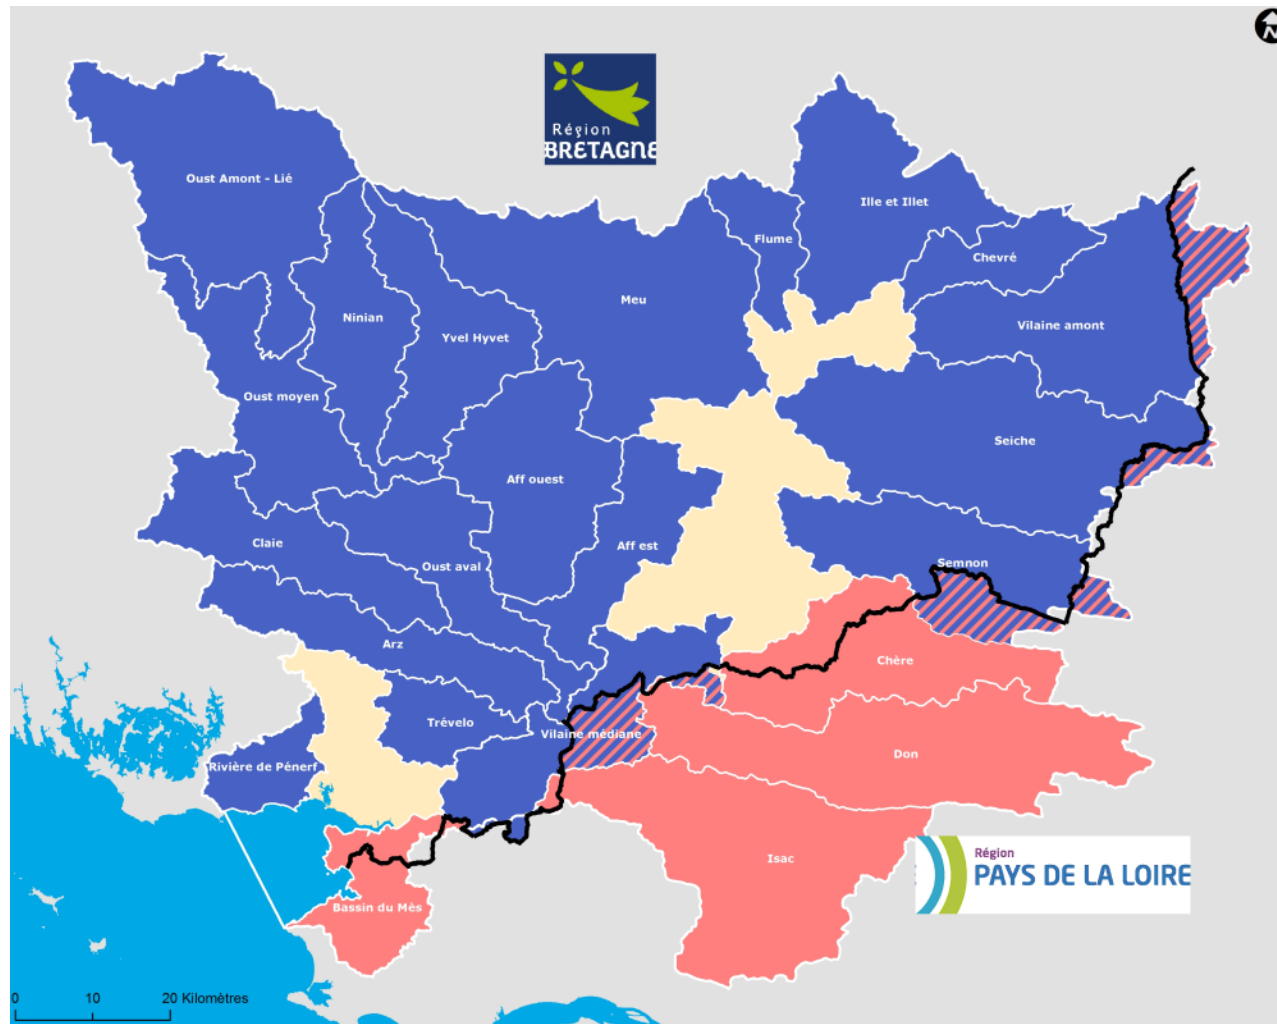 N
Région
BRETAGNE
Oust Amont - Lié
Ille et Illet
Flume
Chevré
Meu
Ninian
Vilaine amont
Yvel Hyvet
Oust moyen
Seiche
Aff ouest
Claie
Aff est
Oust aval
Semnon
Arz
Chère
Trévelo
Vilaine médiane
Don
Rivière de Pénerf
Isac
Région
PAYS DE LA LOIRE
Bassin du Mès
0 10 20 Kilomètres